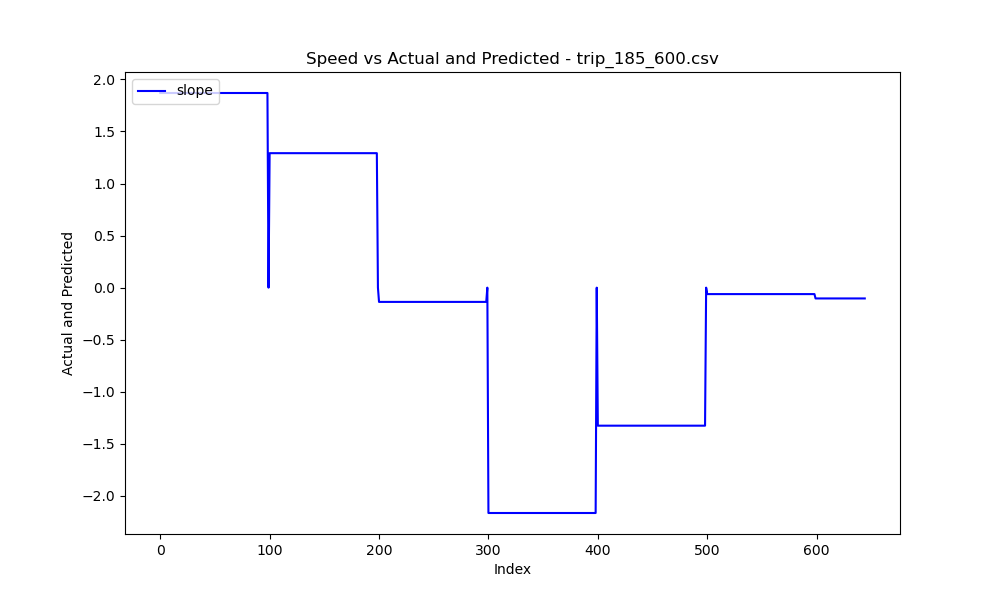 Speed vs Actual and Predicted - trip_185_600.csv
slope
Actual and Predicted
2.0
1.5
1.0
0.5
0.0
−0.5
−1.0
−1.5
−2.0
0 100 200 300 400 500 600
Index